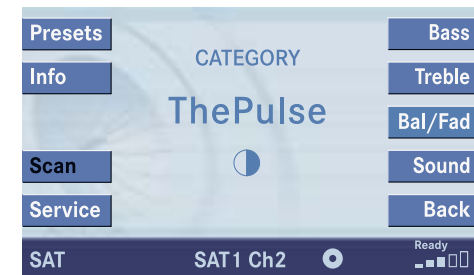 Presets
Bass
CATEGORY
Info
Treble
ThePulse
Bal/Fad
Scan
Sound
Service
Back
SAT
SAT1 Ch2
Ready